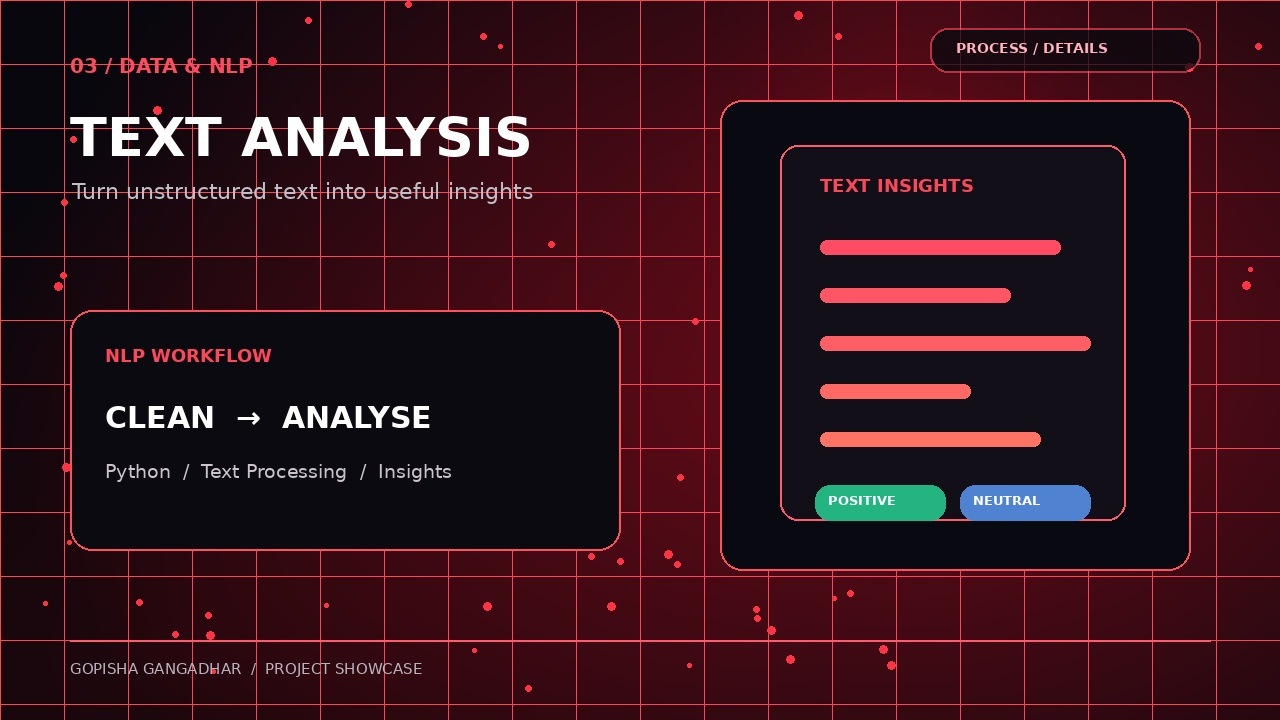 03 / DATA & NLP
PROCESS / DETAILS
TEXT ANALYSIS
Turn unstructured text into useful insights
NLP WORKFLOW
CLEAN → ANALYSE
Python / Text Processing / Insights
TEXT INSIGHTS
POSITIVE
NEUTRAL
GOPISHA GANGADHAR / PROJECT SHOWCASE